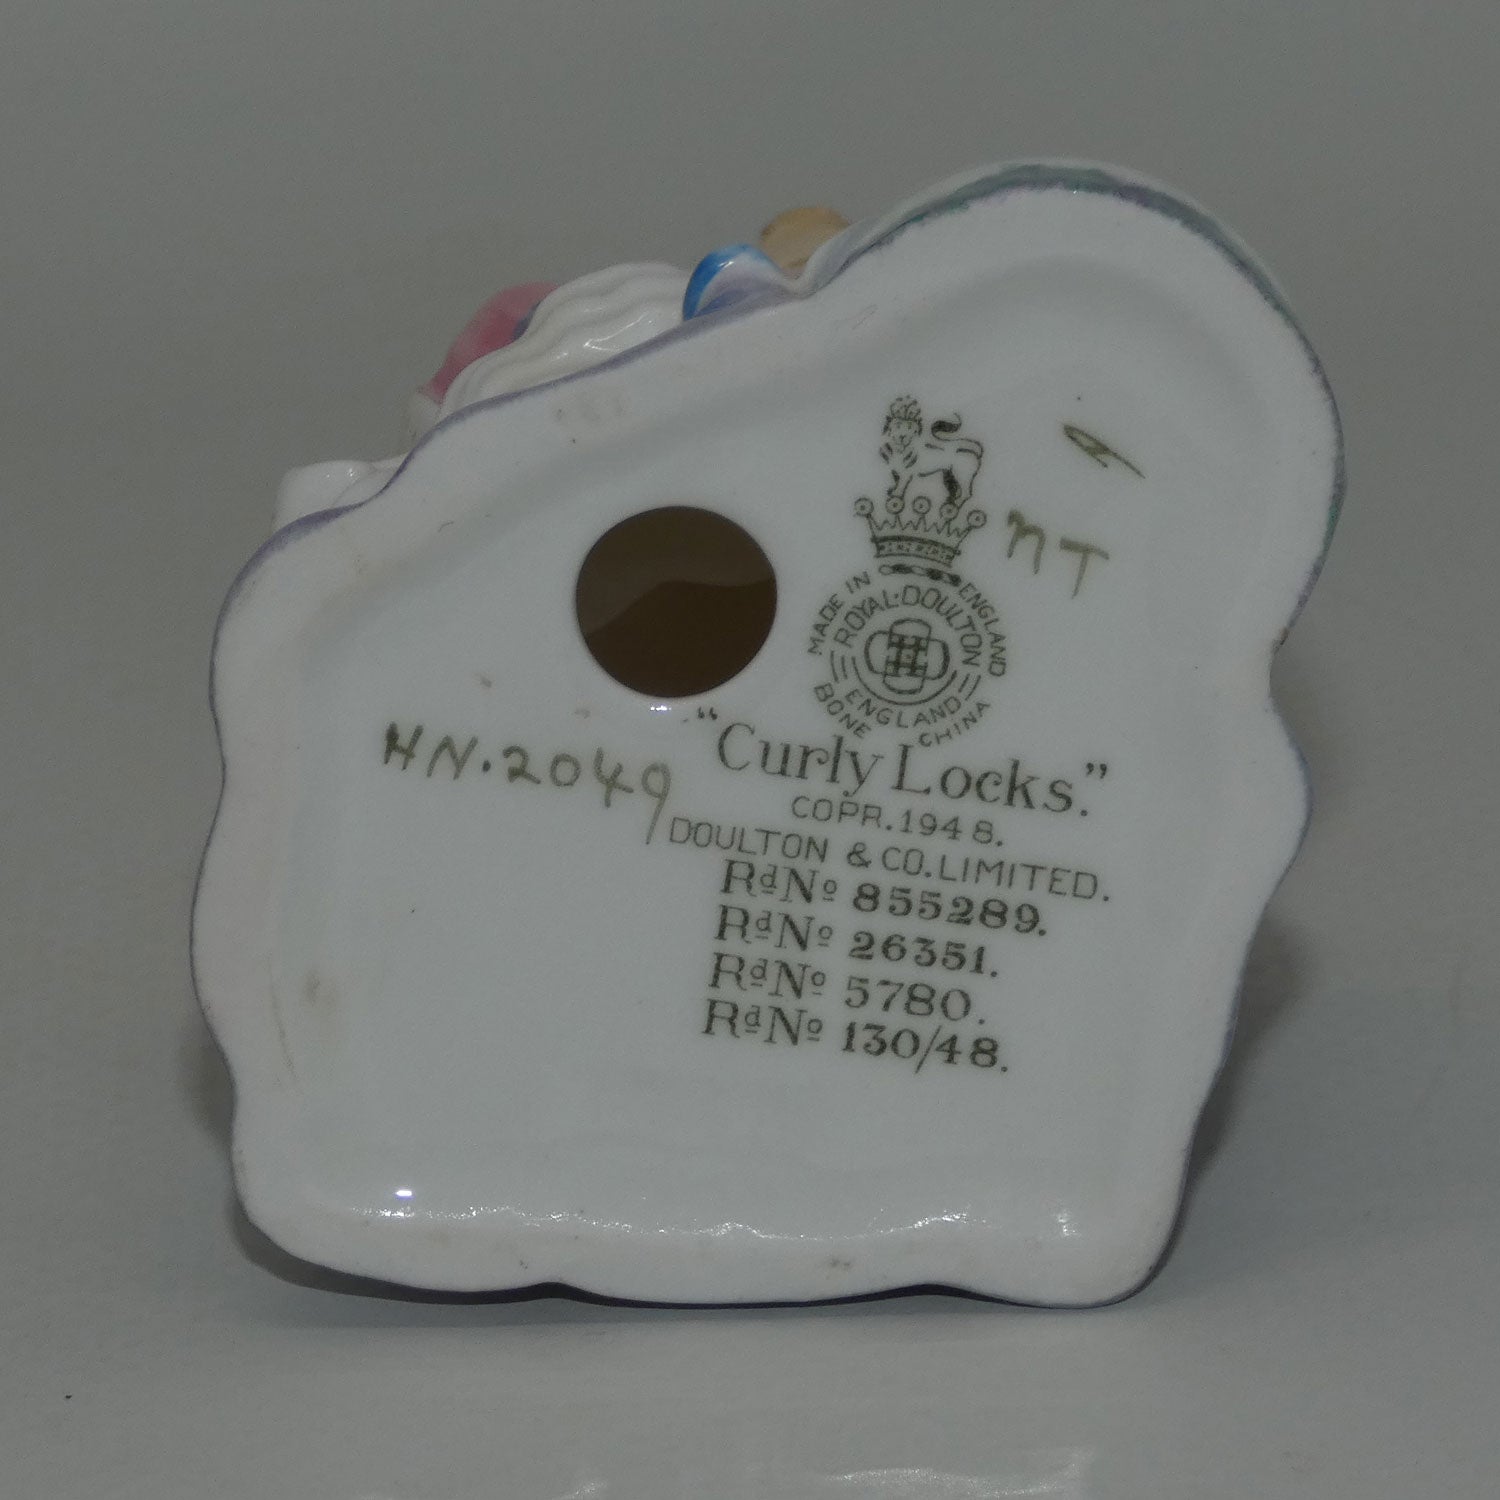 nT
MADE IN ENGLAND
ROYAL·DOULTON
ENGLAND
BONE CHINA
HN.2049
"Curly Locks."
COPR.1948.
DOULTON & CO.LIMITED.
RdNo 855289.
RdNo 26351.
RdNo 5780.
RdNo 130/48.